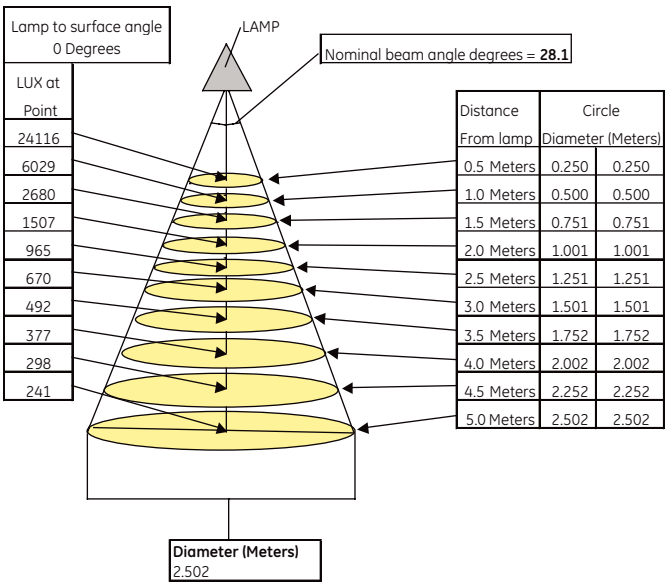 Lamp to surface angle
0 Degrees
LAMP
Nominal beam angle degrees = 28.1
LUX at
Point
24116
6029
2680
1507
965
670
492
377
298
241
Distance Circle
From lamp Diameter (Meters)
0.5 Meters 0.250 0.250
1.0 Meters 0.500 0.500
1.5 Meters 0.751 0.751
2.0 Meters 1.001 1.001
2.5 Meters 1.251 1.251
3.0 Meters 1.501 1.501
3.5 Meters 1.752 1.752
4.0 Meters 2.002 2.002
4.5 Meters 2.252 2.252
5.0 Meters 2.502 2.502
Diameter (Meters)
2.502